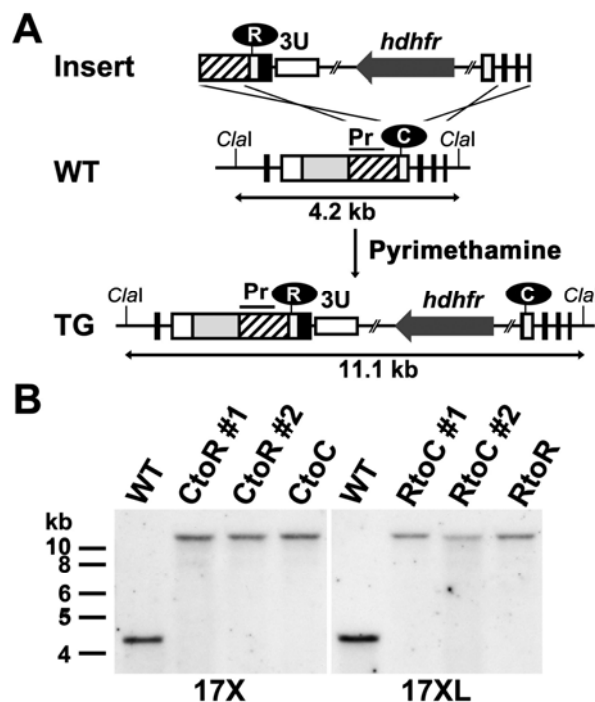 A
R
3U
hdhfr
Insert
Pr
C
ClaI
ClaI
WT
4.2 kb
Pyrimethamine
ClaI
Pr
R
3U
hdhfr
C
Cla
TG
11.1 kb
B
WT
CtoR #1
CtoR #2
CtoC
WT
RtoC #1
RtoC #2
RtoR
kb
10
8
6
5
4
17X
17XL